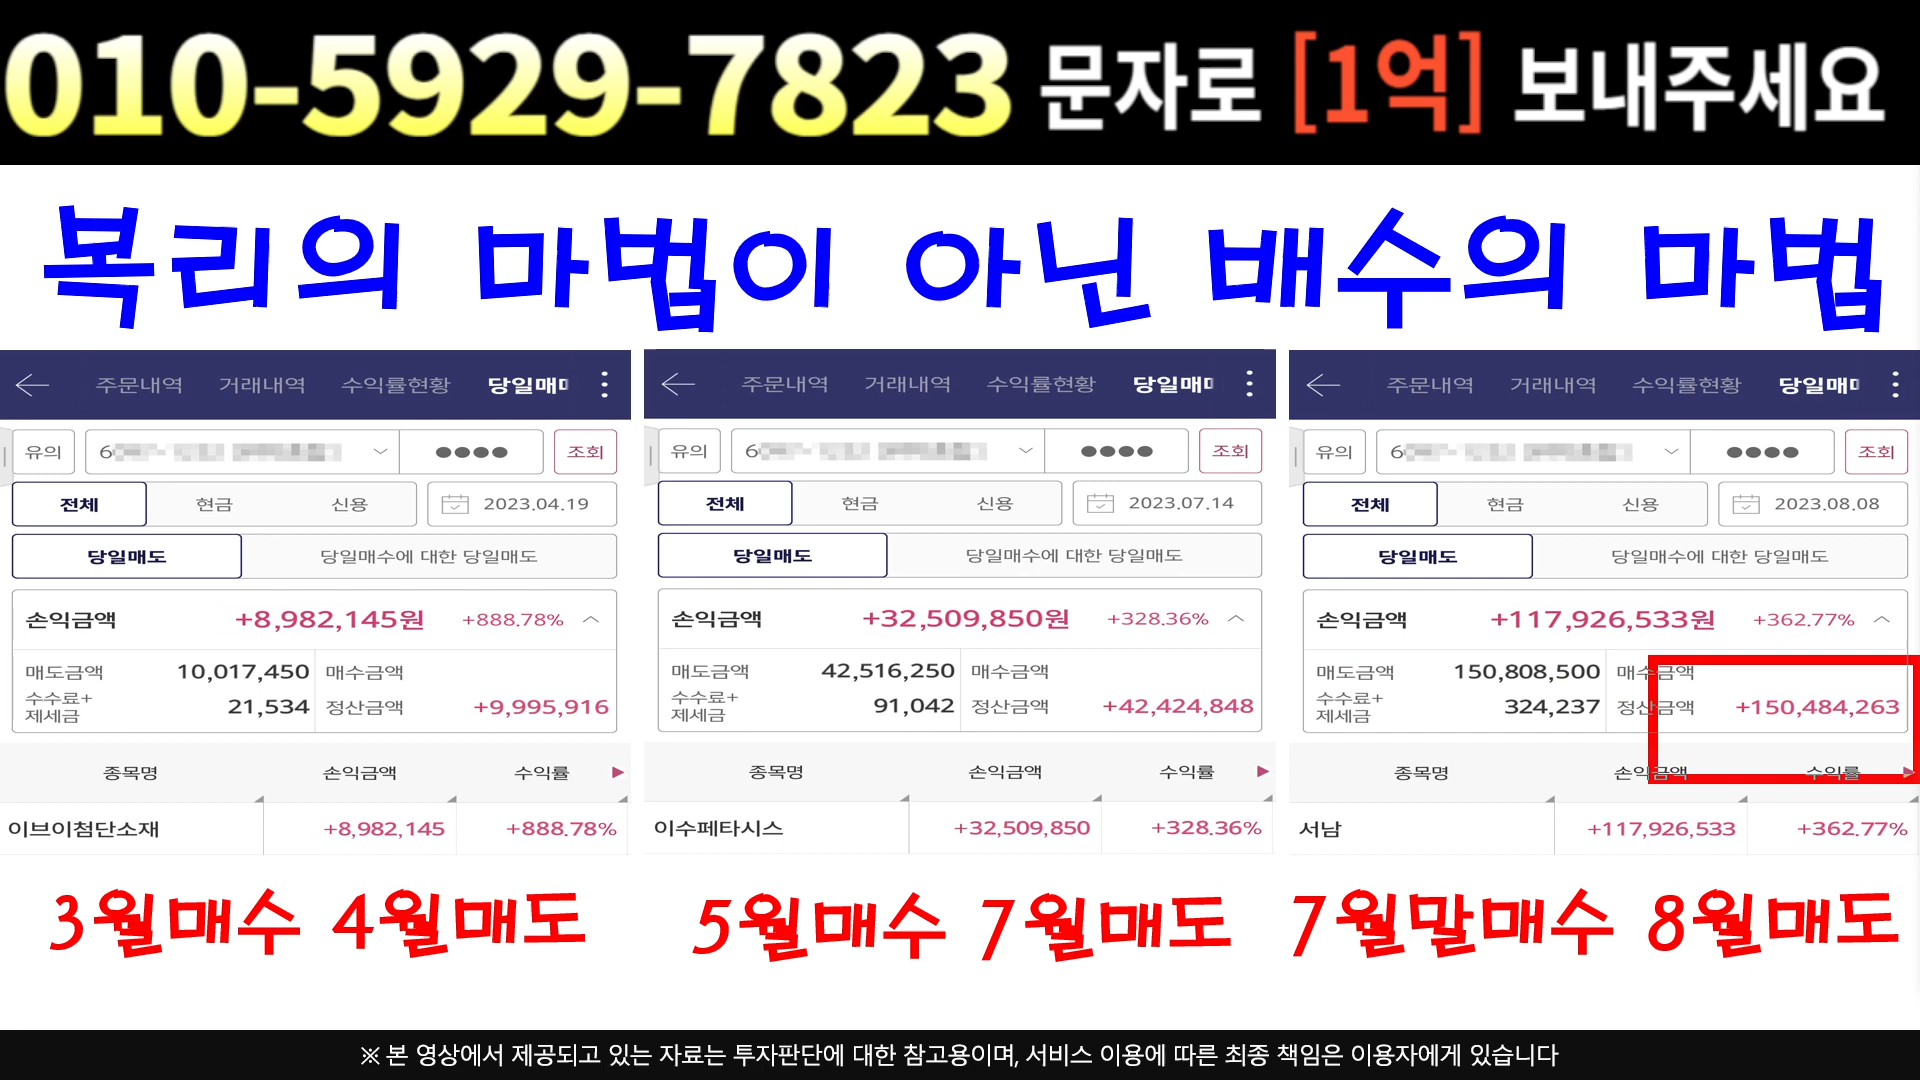 010-5929-7823 문자로 [1억] 보내주세요
복리의 마법이 아닌 배수의 마법
주문내역 거래내역 수익률현황
유의 6
조회
전체 현금 신용 2023.04.19
당일매도 당일매수에 대한 당일매도
손익금액 +8,982,145원 +888.78%
매도금액 10,017,450 매수금액
수수료+
제세금 21,534 정산금액 +9,995,916
종목명 손익금액 수익률
이브이첨단소재 +8,982,145 +888.78%
3월매수 4월매도
주문내역 거래내역 수익률현황
유의 6
조회
전체 현금 신용 2023.07.14
당일매도 당일매수에 대한 당일매도
손익금액 +32,509,850원 +328.36%
매도금액 42,516,250 매수금액
수수료+
제세금 91,042 정산금액 +42,424,848
종목명 손익금액 수익률
이수페타시스 +32,509,850 +328.36%
5월매수 7월매도
주문내역 거래내역 수익률현황
유의 6
조회
전체 현금 신용 2023.08.08
당일매도 당일매수에 대한 당일매도
손익금액 +117,926,533원 +362.77%
매도금액 150,808,500 매수금액
수수료+
제세금 324,237 정산금액 +150,484,263
종목명 손익금액 수익률
서남 +117,926,533 +362.77%
7월말매수 8월매도
※ 본 영상에서 제공되고 있는 자료는 투자판단에 대한 참고용이며, 서비스 이용에 따른 최종 책임은 이용자에게 있습니다